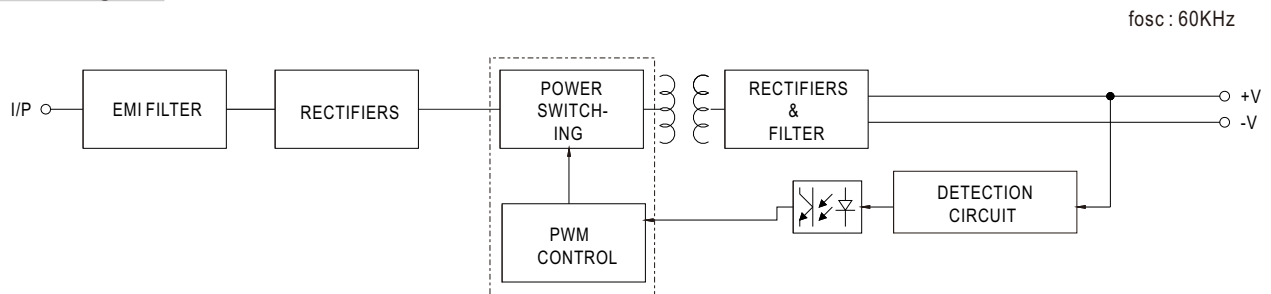 fosc : 60KHz
I/P
EMI FILTER
RECTIFIERS
POWER
SWITCH-
ING
RECTIFIERS
&
FILTER
+V
-V
DETECTION
CIRCUIT
PWM
CONTROL